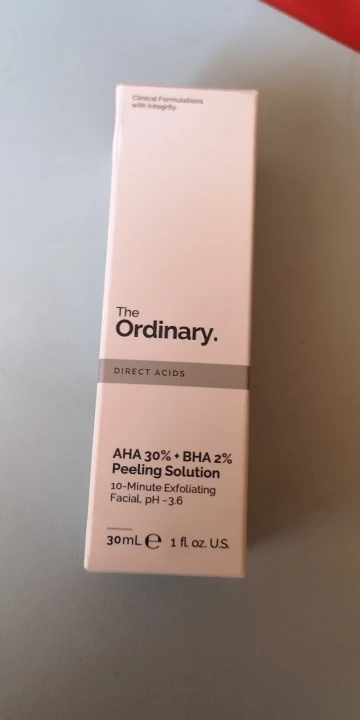 Clinical Formulations
with Integrity.
The
Ordinary.
DIRECT ACIDS
AHA 30% + BHA 2%
Peeling Solution
10-Minute Exfoliating
Facial, pH ~3.6
30mL ℮ 1 fl. oz. U.S.